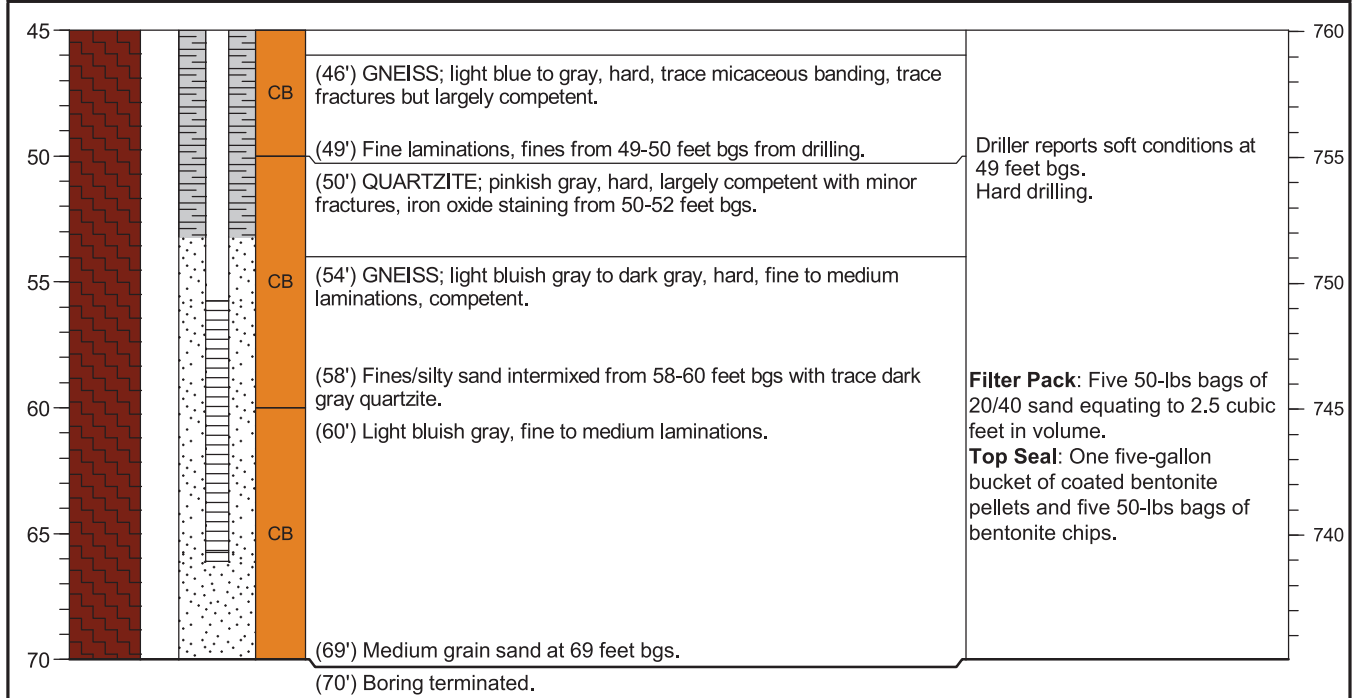 45
50
55
60
65
70
CB
CB
CB
(46') GNEISS; light blue to gray, hard, trace micaceous banding, trace
fractures but largely competent.
(49') Fine laminations, fines from 49-50 feet bgs from drilling.
(50') QUARTZITE; pinkish gray, hard, largely competent with minor
fractures, iron oxide staining from 50-52 feet bgs.
(54') GNEISS; light bluish gray to dark gray, hard, fine to medium
laminations, competent.
(58') Fines/silty sand intermixed from 58-60 feet bgs with trace dark
gray quartzite.
(60') Light bluish gray, fine to medium laminations.
(69') Medium grain sand at 69 feet bgs.
(70') Boring terminated.
Driller reports soft conditions at
49 feet bgs.
Hard drilling.
Filter Pack: Five 50-lbs bags of
20/40 sand equating to 2.5 cubic
feet in volume.
Top Seal: One five-gallon
bucket of coated bentonite
pellets and five 50-lbs bags of
bentonite chips.
760
755
750
745
740